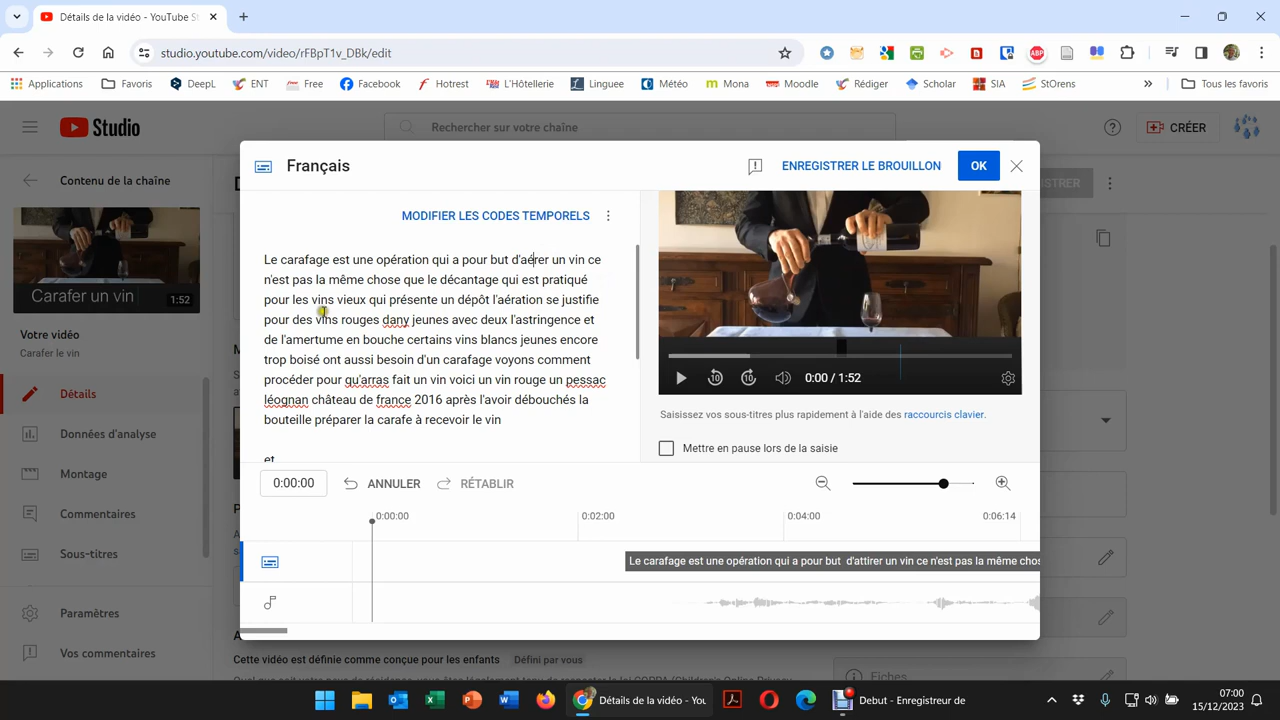 Détails de la vidéo - YouTube St
studio.youtube.com/video/rFBpT1v_DBk/edit
Applications Favoris DeepL ENT Free Facebook Hotrest L'Hôtellerie Linguee Météo Mona Moodle Rédiger Scholar SIA StOrens » Tous les favoris
Studio
Rechercher sur votre chaîne
CRÉER
Contenu de la chaîne
Carafer un vin
1:52
Votre vidéo
Carafer le vin
Détails
Données d'analyse
Montage
Commentaires
Sous-titres
Paramètres
Vos commentaires
Français
ENREGISTRER LE BROUILLON
OK
MODIFIER LES CODES TEMPORELS
Le carafage est une opération qui a pour but d'aérer un vin ce
n'est pas la même chose que le décantage qui est pratiqué
pour les vins vieux qui présente un dépôt l'aération se justifie
pour des vins rouges dany jeunes avec deux l'astringence et
de l'amertume en bouche certains vins blancs jeunes encore
trop boisé ont aussi besoin d'un carafage voyons comment
procéder pour qu'arras fait un vin voici un vin rouge un pessac
léognan château de france 2016 après l'avoir débouchés la
bouteille préparer la carafe à recevoir le vin
et
0:00 / 1:52
Saisissez vos sous-titres plus rapidement à l'aide des raccourcis clavier.
Mettre en pause lors de la saisie
0:00:00
ANNULER
RÉTABLIR
0:00:00 0:02:00 0:04:00 0:06:14
Le carafage est une opération qui a pour but d'attirer un vin ce n'est pas la même chos
Cette vidéo est définie comme conçue pour les enfants Défini par vous
Fiches
Détails de la vidéo - You
Debut - Enregistreur de
07:00
15/12/2023